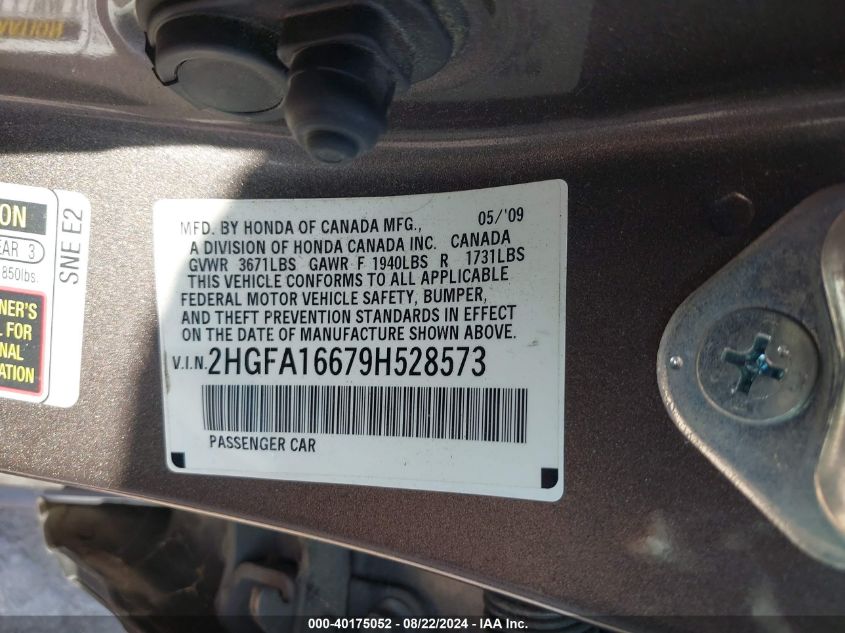 MFD. BY HONDA OF CANADA MFG., 05/'09
A DIVISION OF HONDA CANADA INC. CANADA
GVWR 3671LBS GAWR F 1940LBS R 1731LBS
THIS VEHICLE CONFORMS TO ALL APPLICABLE
FEDERAL MOTOR VEHICLE SAFETY, BUMPER,
AND THEFT PREVENTION STANDARDS IN EFFECT
ON THE DATE OF MANUFACTURE SHOWN ABOVE.
V.I.N. 2HGFA16679H528573
PASSENGER CAR
ON
EAR 3
850lbs
NER'S
L FOR
NAL
ATION
SNE E2
000-40175052 - 08/22/2024 - IAA Inc.